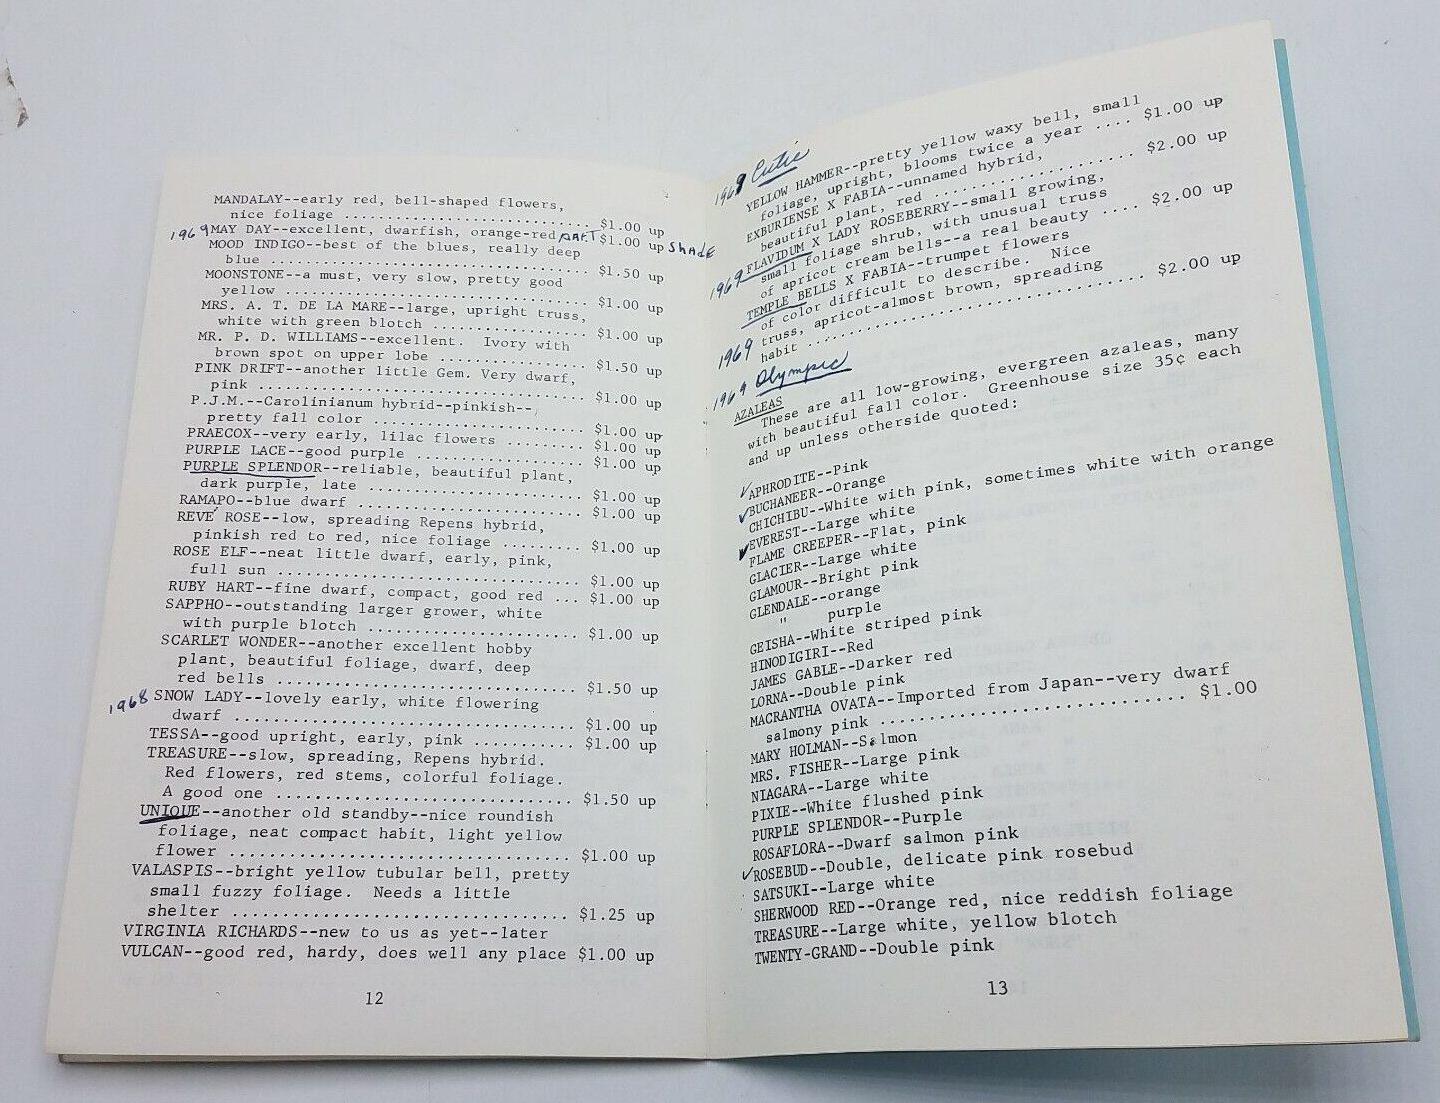 MANDALAY--early red, bell-shaped flowers,
nice foliage ............................ $1.00 up
1969 MAY DAY--excellent, dwarfish, orange-red part $1.00 up shade
MOOD INDIGO--best of the blues, really deep
blue .................................... $1.50 up
MOONSTONE--a must, very slow, pretty good
yellow .................................. $1.00 up
MRS. A. T. DE LA MARE--large, upright truss,
white with green blotch ................. $1.00 up
MR. P. D. WILLIAMS--excellent. Ivory with
brown spot on upper lobe ................ $1.50 up
PINK DRIFT--another little Gem. Very dwarf,
pink .................................... $1.00 up
P.J.M.--Carolinianum hybrid--pinkish--
pretty fall color ....................... $1.00 up
PRAECOX--very early, lilac flowers ......... $1.00 up
PURPLE LACE--good purple ................... $1.00 up
PURPLE SPLENDOR--reliable, beautiful plant,
dark purple, late ....................... $1.00 up
RAMAPO--blue dwarf ......................... $1.00 up
REVE´ ROSE--low, spreading Repens hybrid,
pinkish red to red, nice foliage ......... $1.00 up
ROSE ELF--neat little dwarf, early, pink,
full sun ................................ $1.00 up
RUBY HART--fine dwarf, compact, good red ... $1.00 up
SAPPHO--outstanding larger grower, white
with purple blotch ...................... $1.00 up
SCARLET WONDER--another excellent hobby
plant, beautiful foliage, dwarf, deep
red bells ............................... $1.50 up
1968 SNOW LADY--lovely early, white flowering
dwarf ................................... $1.00 up
TESSA--good upright, early, pink ........... $1.00 up
TREASURE--slow, spreading, Repens hybrid.
Red flowers, red stems, colorful foliage.
A good one .............................. $1.50 up
UNIQUE--another old standby--nice roundish
foliage, neat compact habit, light yellow
flower .................................. $1.00 up
VALASPIS--bright yellow tubular bell, pretty
small fuzzy foliage. Needs a little
shelter ................................. $1.25 up
VIRGINIA RICHARDS--new to us as yet--later
VULCAN--good red, hardy, does well any place $1.00 up
12
1969 Cutie
YELLOW HAMMER--pretty yellow waxy bell, small
foliage, upright, blooms twice a year .... $1.00 up
EXBURIENSE X FABIA--unnamed hybrid,
beautiful plant, red .................... $2.00 up
1969 FLAVIDUM X LADY ROSEBERRY--small growing,
small foliage shrub, with unusual truss
of apricot cream bells--a real beauty .... $2.00 up
TEMPLE BELLS X FABIA--trumpet flowers
of color difficult to describe. Nice
truss, apricot-almost brown, spreading
1969 habit ................................... $2.00 up
1969 Olympic
AZALEAS
These are all low-growing, evergreen azaleas, many
with beautiful fall color. Greenhouse size 35¢ each
and up unless otherside quoted:
✓APHRODITE--Pink
✓BUCHANEER--Orange
CHICHIBU--White with pink, sometimes white with orange
✓EVEREST--Large white
FLAME CREEPER--Flat, pink
GLACIER--Large white
GLAMOUR--Bright pink
GLENDALE--orange
" purple
GEISHA--White striped pink
HINODIGIRI--Red
JAMES GABLE--Darker red
LORNA--Double pink
MACRANTHA OVATA--Imported from Japan--very dwarf
salmony pink ............................... $1.00
MARY HOLMAN--Salmon
MRS. FISHER--Large pink
NIAGARA--Large white
PIXIE--White flushed pink
PURPLE SPLENDOR--Purple
ROSAFLORA--Dwarf salmon pink
✓ROSEBUD--Double, delicate pink rosebud
SATSUKI--Large white
SHERWOOD RED--Orange red, nice reddish foliage
TREASURE--Large white, yellow blotch
TWENTY-GRAND--Double pink
13